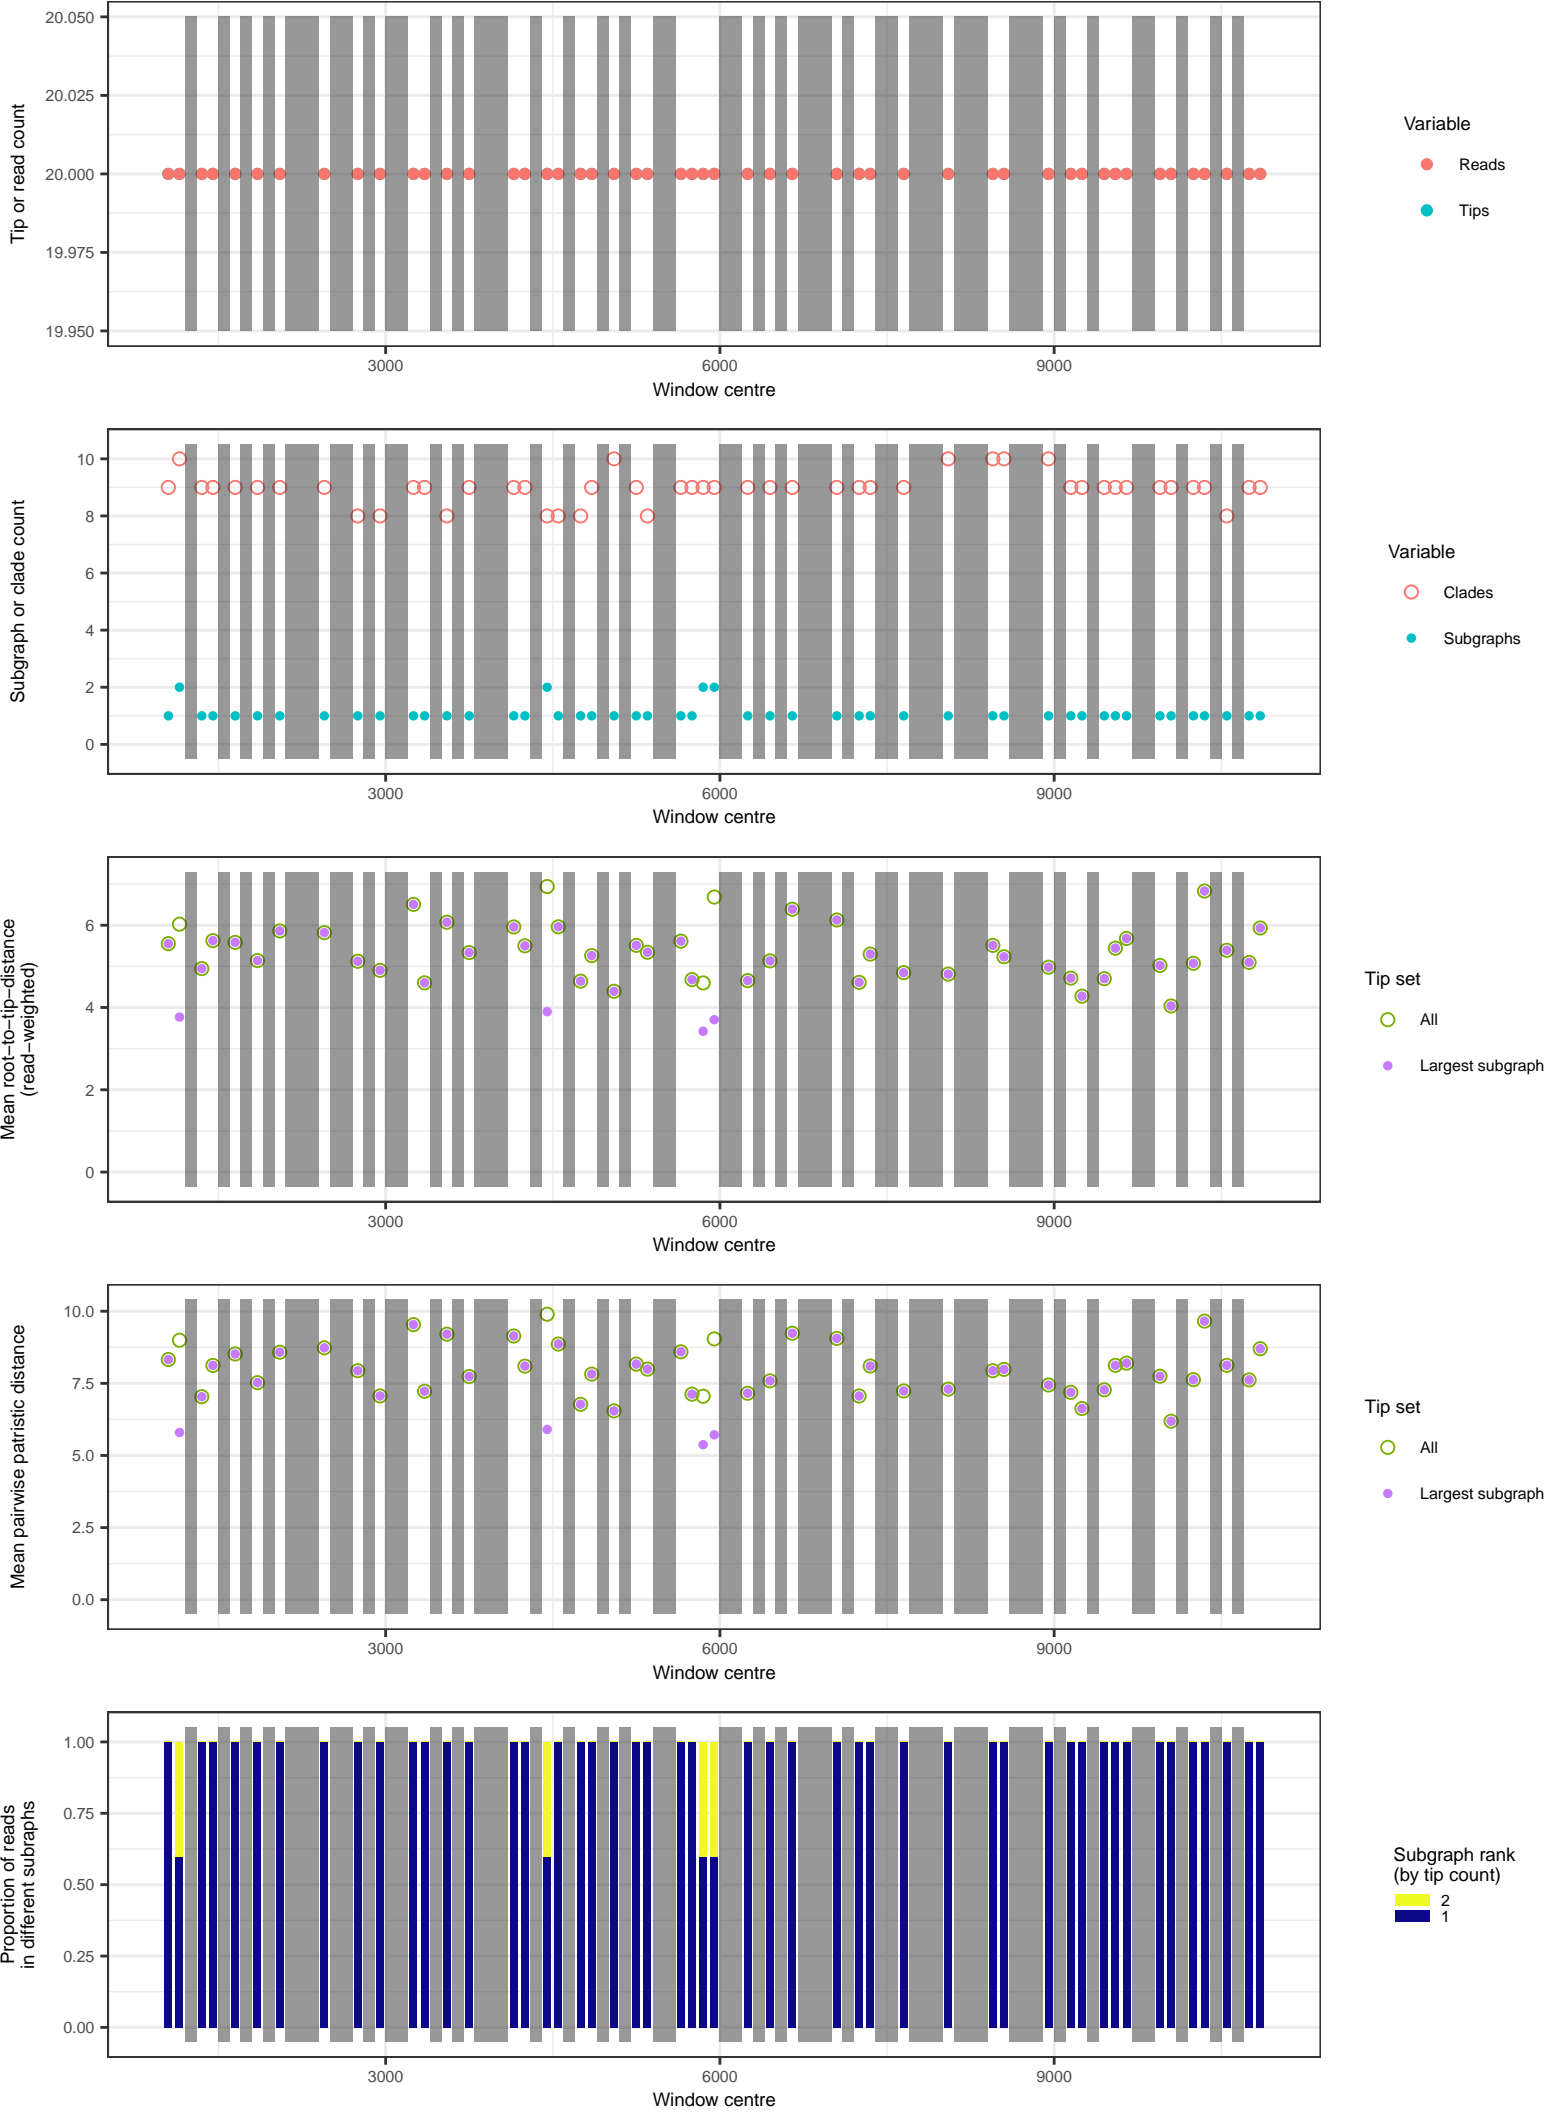 20.050
20.025
20.000
19.975
19.950
Tip or read count
3000
6000
9000
Window centre
Variable
Reads
Tips
10
8
6
4
2
0
Subgraph or clade count
3000
6000
9000
Window centre
Variable
Clades
Subgraphs
6
4
2
0
Mean root−to−tip−distance
(read−weighted)
3000
6000
9000
Window centre
Tip set
All
Largest subgraph
10.0
7.5
5.0
2.5
0.0
Mean pairwise patristic distance
3000
6000
9000
Window centre
Tip set
All
Largest subgraph
1.00
0.75
0.50
0.25
0.00
Proportion of reads
in different subraphs
3000
6000
9000
Window centre
Subgraph rank
(by tip count)
2
1